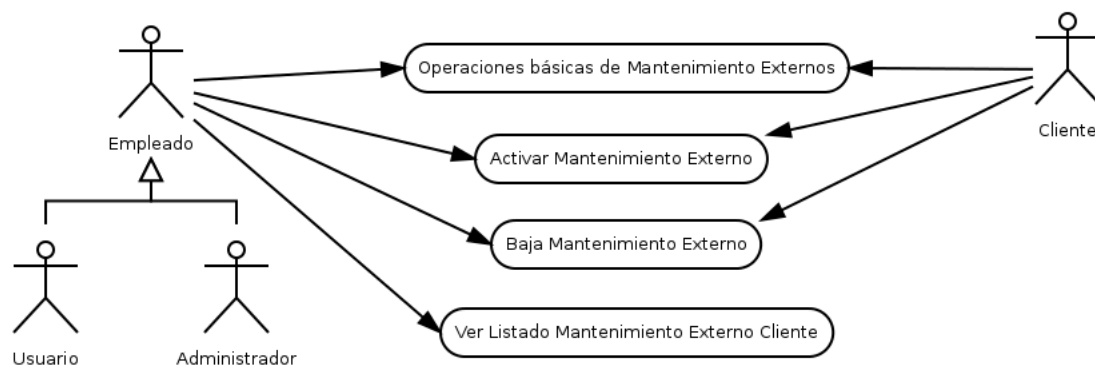 Operaciones básicas de Mantenimiento Externos
Empleado
Cliente
Activar Mantenimiento Externo
Baja Mantenimiento Externo
Ver Listado Mantenimiento Externo Cliente
Usuario
Administrador